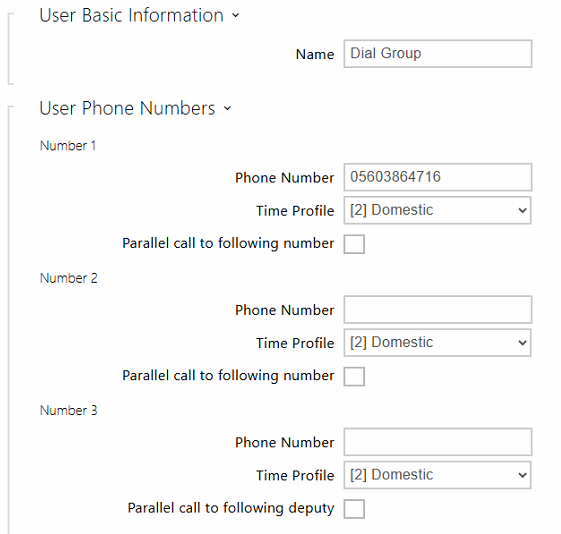 User Basic Information
Name Dial Group
User Phone Numbers
Number 1
Phone Number 05603864716
Time Profile [2] Domestic
Parallel call to following number
Number 2
Phone Number
Time Profile [2] Domestic
Parallel call to following number
Number 3
Phone Number
Time Profile [2] Domestic
Parallel call to following deputy